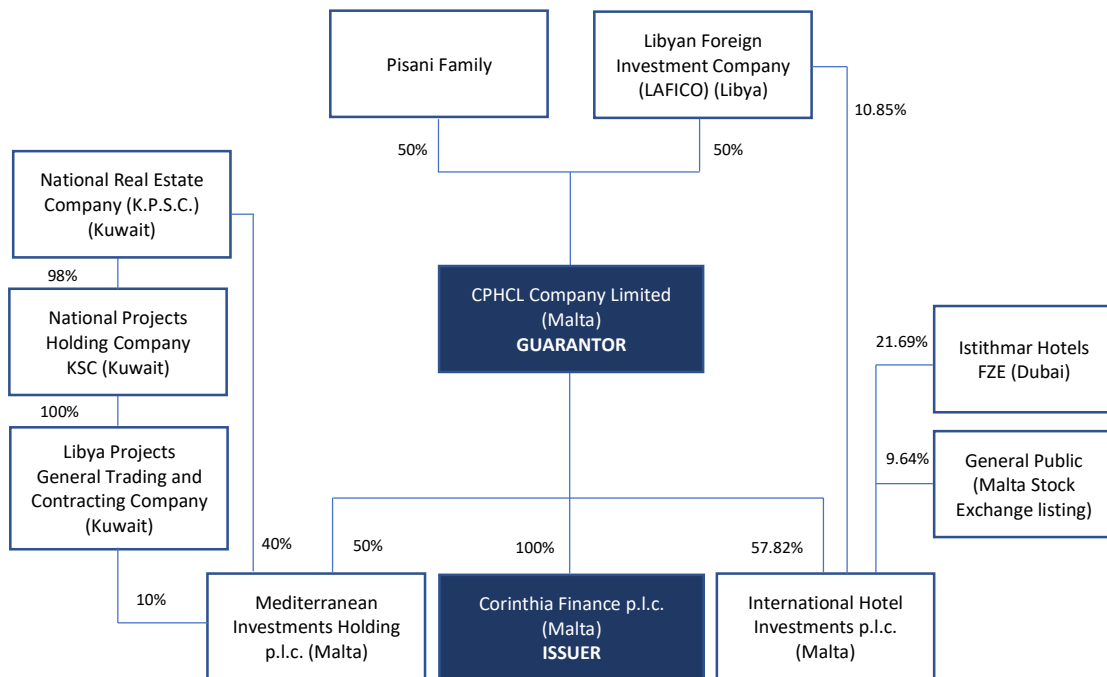 Pisani Family
Libyan Foreign
Investment Company
(LAFICO) (Libya)
10.85%
50%
50%
National Real Estate
Company (K.P.S.C.)
(Kuwait)
98%
National Projects
Holding Company
KSC (Kuwait)
100%
Libya Projects
General Trading and
Contracting Company
(Kuwait)
CPHCL Company Limited
(Malta)
GUARANTOR
21.69%
Istithmar Hotels
FZE (Dubai)
9.64%
General Public
(Malta Stock
Exchange listing)
40%
50%
100%
57.82%
10%
Mediterranean
Investments Holding
p.l.c. (Malta)
Corinthia Finance p.l.c.
(Malta)
ISSUER
International Hotel
Investments p.l.c.
(Malta)